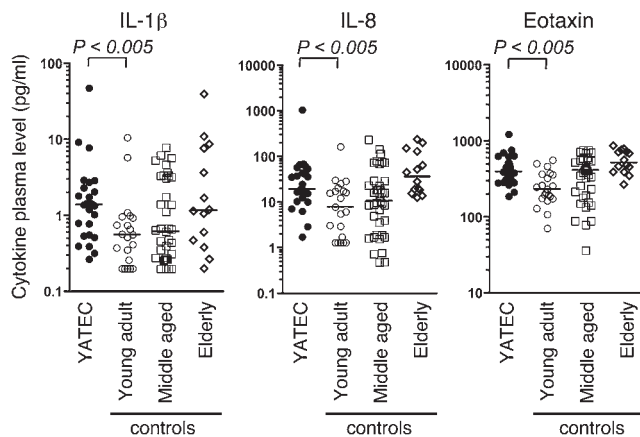 IL-1β IL-8 Eotaxin
P < 0.005 P < 0.005 P < 0.005
Cytokine plasma level (pg/ml)
100
10
1
0.1
10000
1000
100
10
1
0.1
10000
1000
100
10
YATEC
Young adult
Middle aged
Elderly
controls
YATEC
Young adult
Middle aged
Elderly
controls
YATEC
Young adult
Middle aged
Elderly
controls